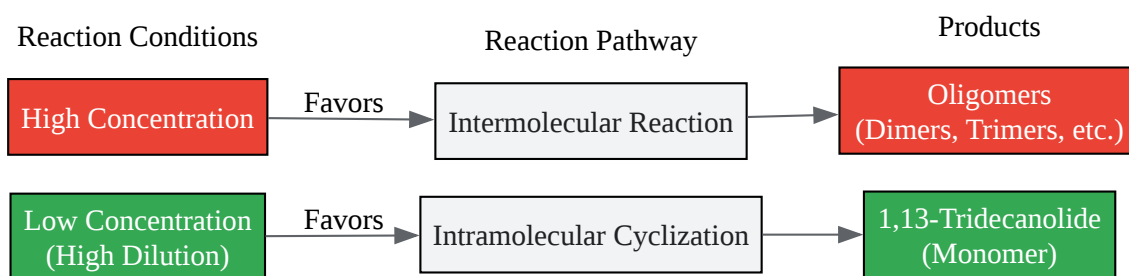 Reaction Conditions
Reaction Pathway
Products
High Concentration
Favors
Intermolecular Reaction
Oligomers
(Dimers, Trimers, etc.)
Low Concentration
(High Dilution)
Favors
Intramolecular Cyclization
1,13-Tridecanolide
(Monomer)